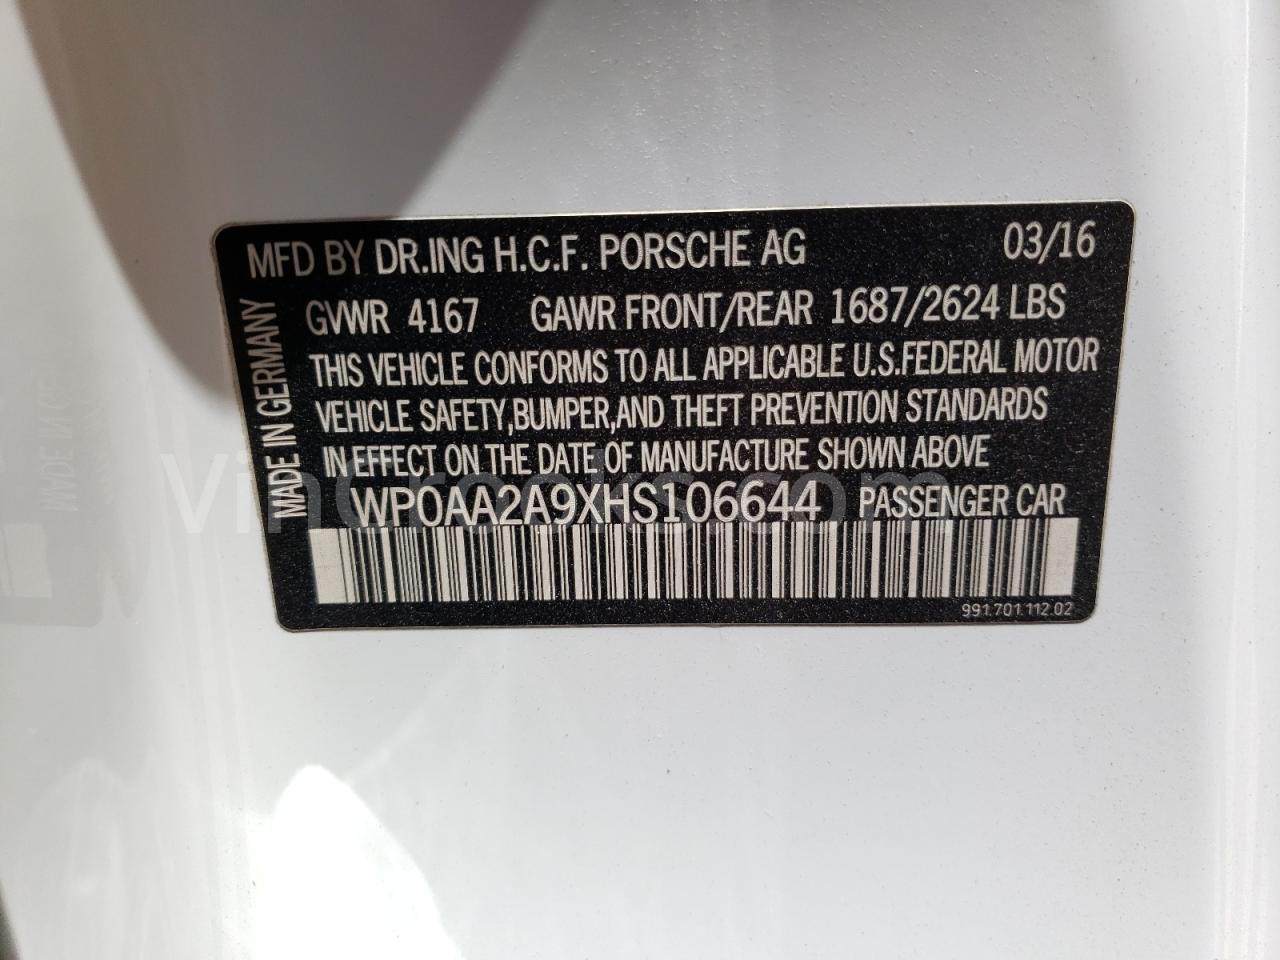 MFD BY DR.ING H.C.F. PORSCHE AG 03/16
GVWR 4167 GAWR FRONT/REAR 1687/2624 LBS
THIS VEHICLE CONFORMS TO ALL APPLICABLE U.S.FEDERAL MOTOR
VEHICLE SAFETY,BUMPER,AND THEFT PREVENTION STANDARDS
IN EFFECT ON THE DATE OF MANUFACTURE SHOWN ABOVE
WP0AA2A9XHS106644 PASSENGER CAR
991.701.112.02
MADE IN GERMANY
VinCrooks.com